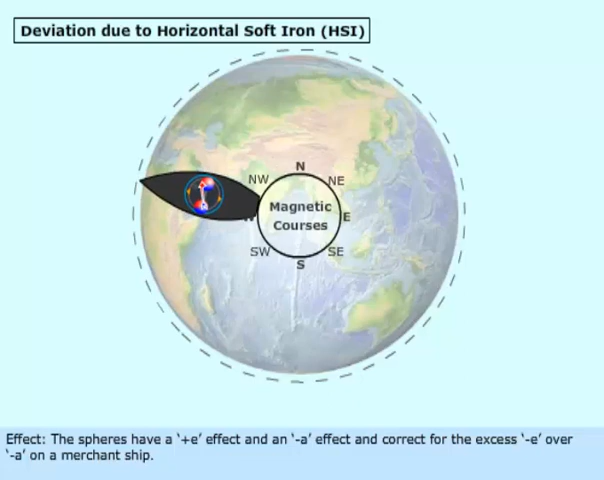 Deviation due to Horizontal Soft Iron (HSI)
N
NW
NE
Magnetic
Courses
E
SW
SE
S
Effect: The spheres have a ‘+e’ effect and an ‘-a’ effect and correct for the excess ‘-e’ over
‘-a’ on a merchant ship.